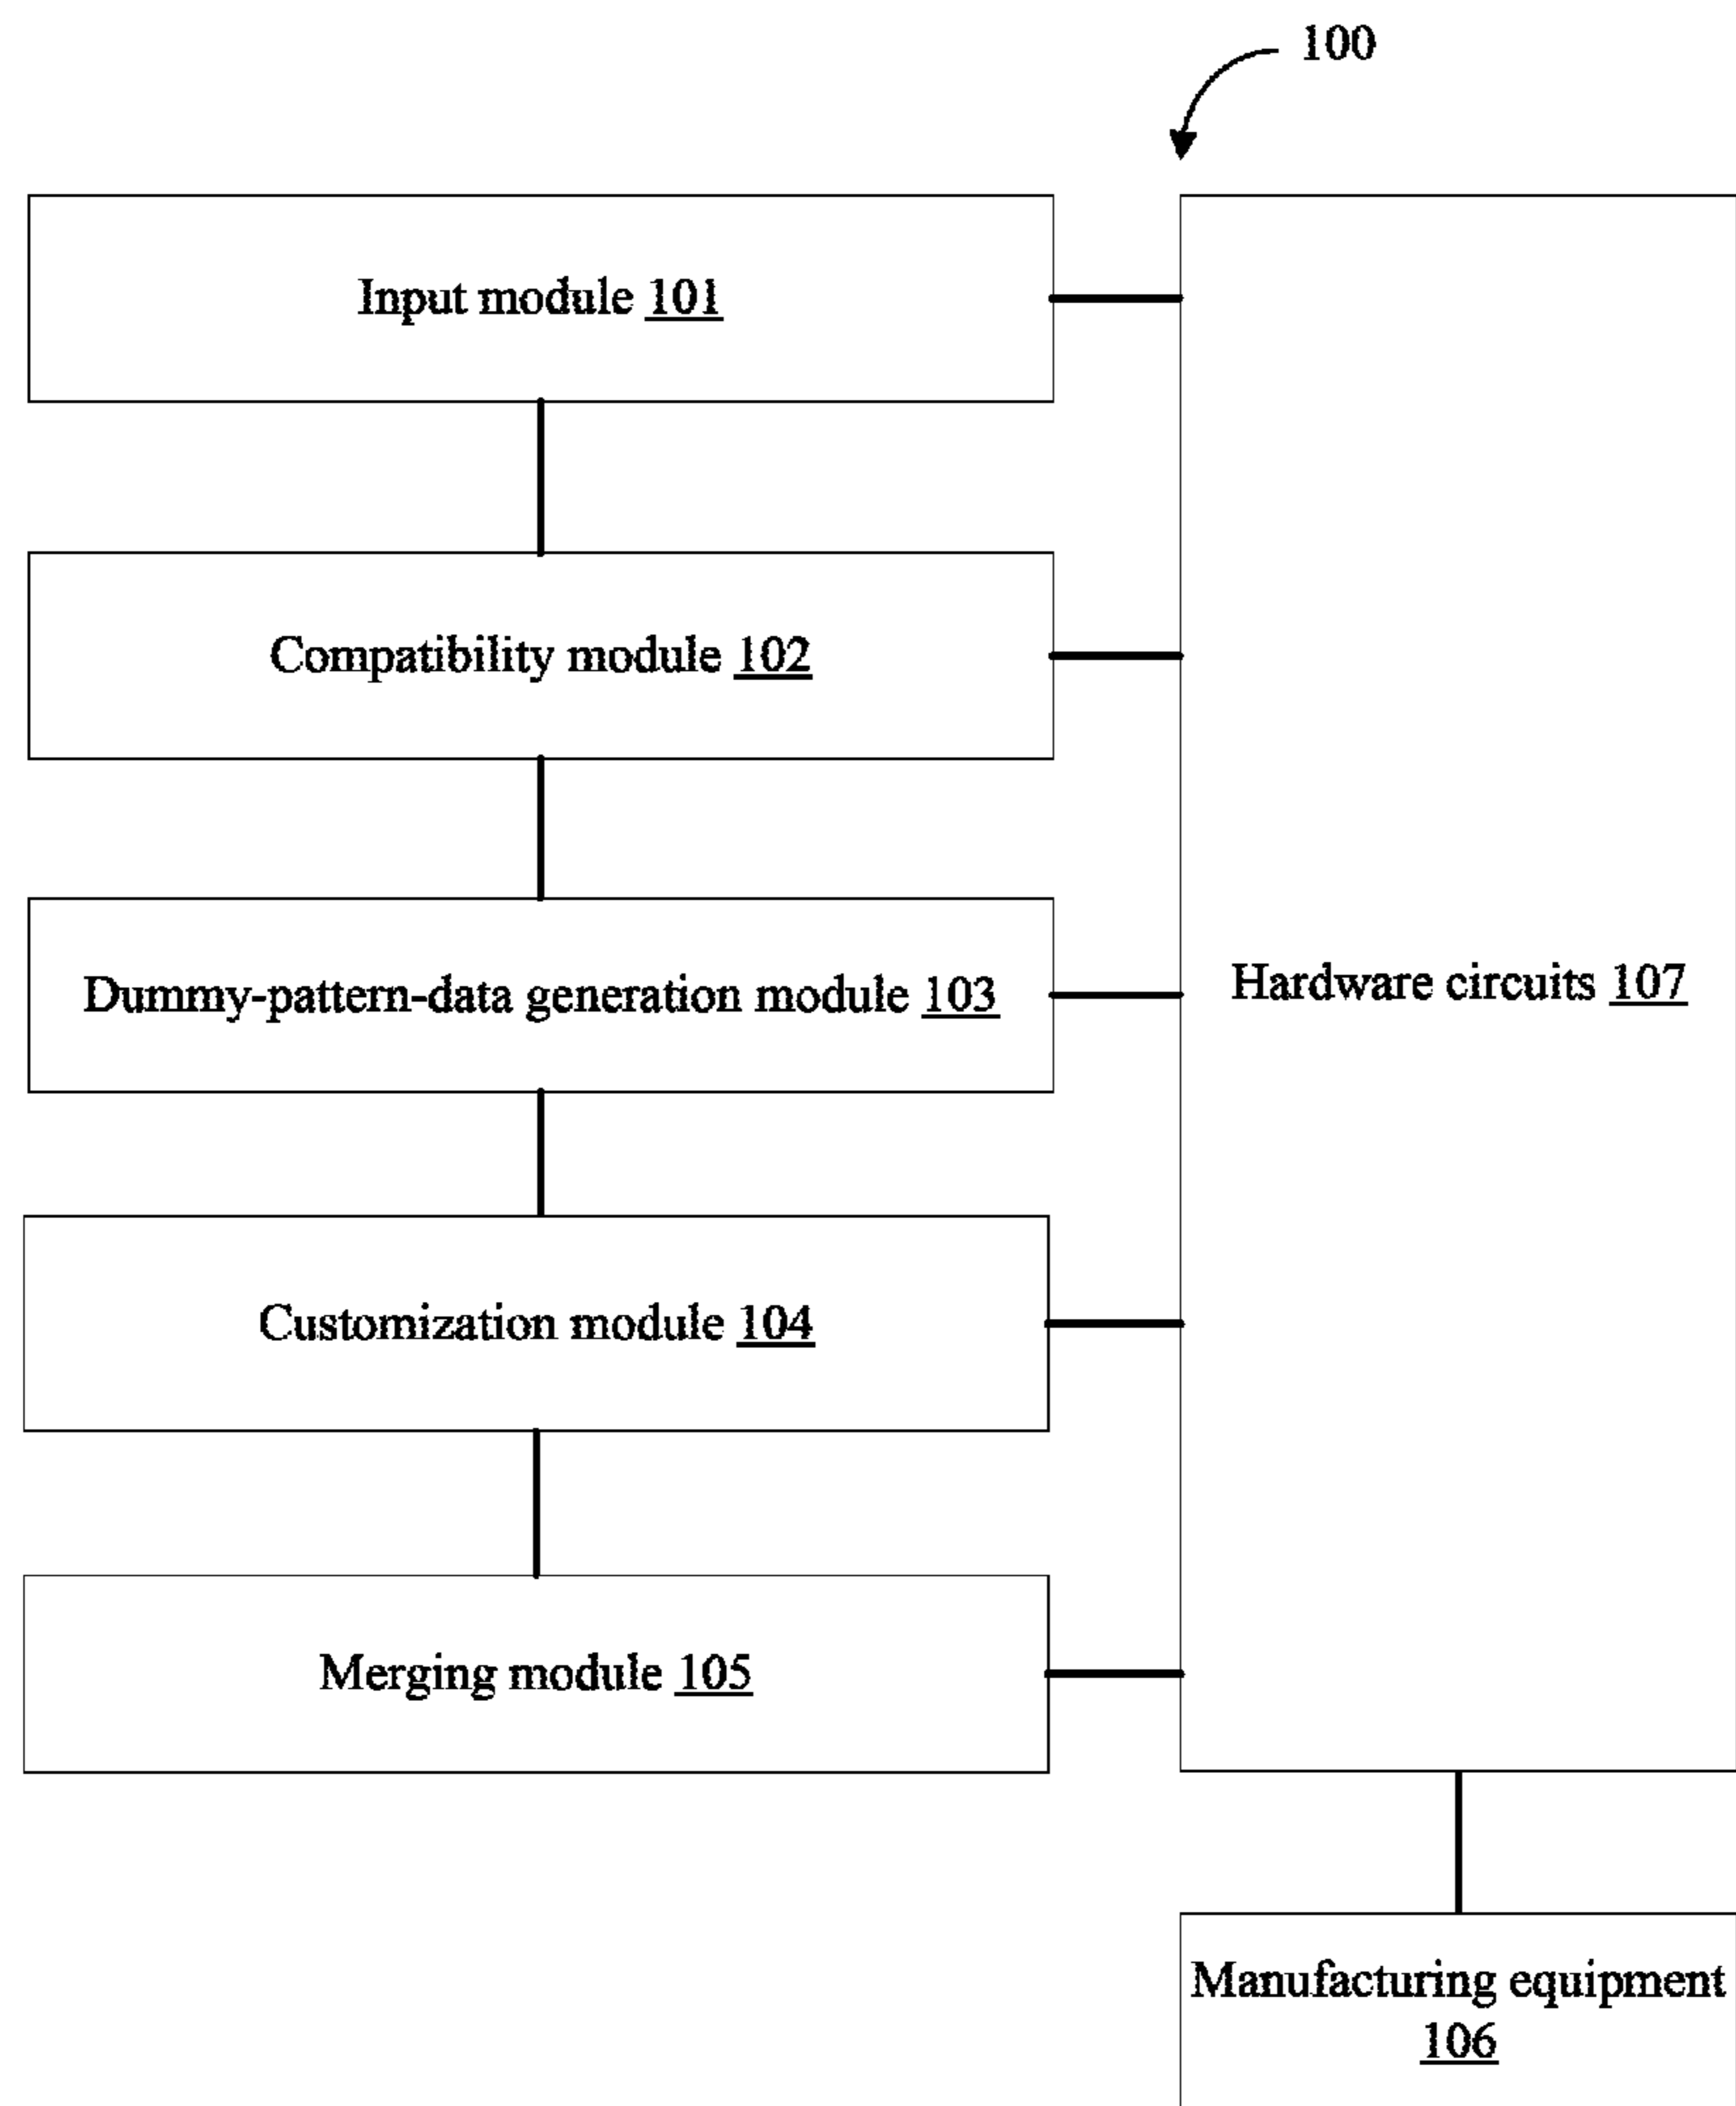 100
Input module 101
Compatibility module 102
Dummy-pattern-data generation module 103
Hardware circuits 107
Customization module 104
Merging module 105
Manufacturing equipment
106